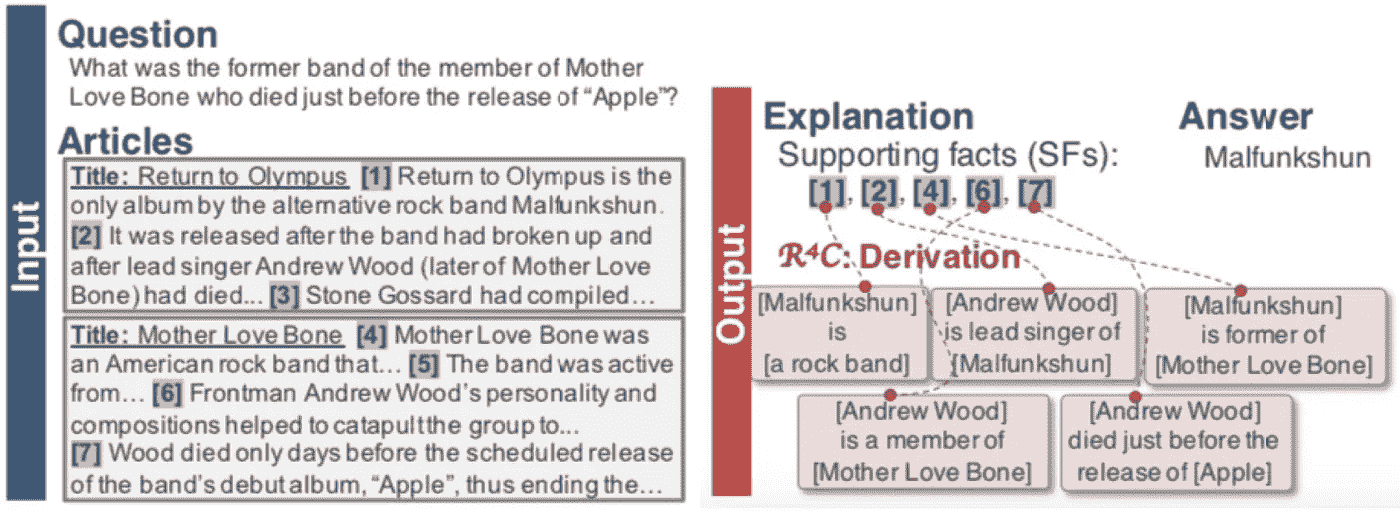 Input
Question
What was the former band of the member of Mother
Love Bone who died just before the release of “Apple”?
Articles
Title: Return to Olympus [1] Return to Olympus is the
only album by the alternative rock band Malfunkshun.
[2] It was released after the band had broken up and
after lead singer Andrew Wood (later of Mother Love
Bone) had died... [3] Stone Gossard had compiled...
Title: Mother Love Bone [4] Mother Love Bone was
an American rock band that... [5] The band was active
from... [6] Frontman Andrew Wood’s personality and
compositions helped to catapult the group to...
[7] Wood died only days before the scheduled release
of the band’s debut album, “Apple”, thus ending the...
Output
Explanation
Supporting facts (SFs):
[1], [2], [4], [6], [7]
Answer
Malfunkshun
R⁴C: Derivation
[Malfunkshun]
is
[a rock band]
[Andrew Wood]
is lead singer of
[Malfunkshun]
[Malfunkshun]
is former of
[Mother Love Bone]
[Andrew Wood]
is a member of
[Mother Love Bone]
[Andrew Wood]
died just before the
release of [Apple]